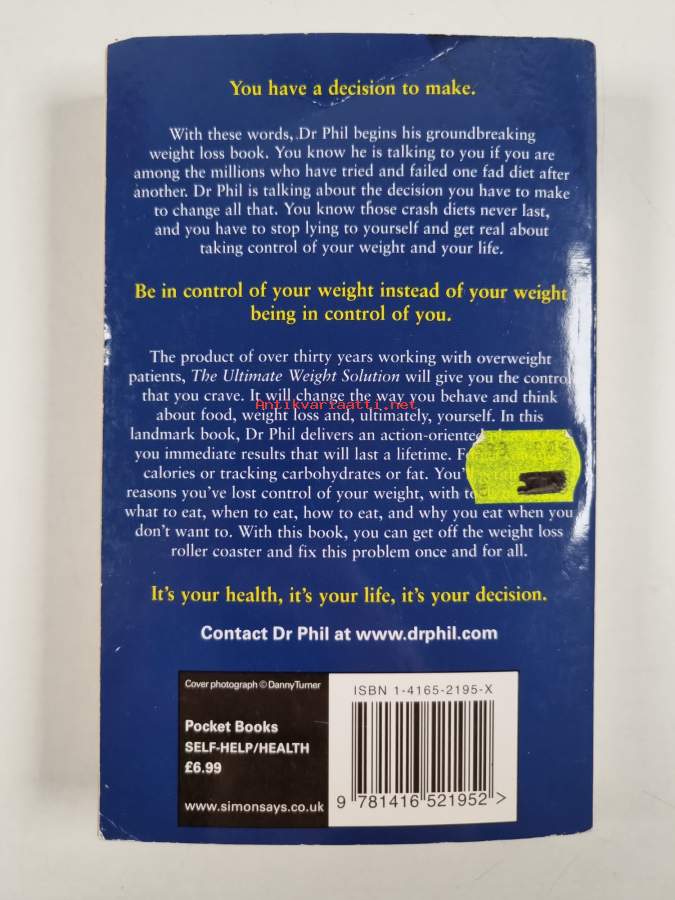 You have a decision to make.
With these words, Dr Phil begins his groundbreaking
weight loss book. You know he is talking to you if you are
among the millions who have tried and failed one fad diet after
another. Dr Phil is talking about the decision you have to make
to change all that. You know those crash diets never last,
and you have to stop lying to yourself and get real about
taking control of your weight and your life.
Be in control of your weight instead of your weight
being in control of you.
The product of over thirty years working with overweight
patients, The Ultimate Weight Solution will give you the control
that you crave. It will change the way you behave and think
Antikvariaatti.net
about food, weight loss and, ultimately, yourself. In this
landmark book, Dr Phil delivers an action-oriented
you immediate results that will last a lifetime.
calories or tracking carbohydrates or fat.
reasons you've lost control of your weight, with
what to eat, when to eat, how to eat, and why you eat when you
don't want to. With this book, you can get off the weight loss
roller coaster and fix this problem once and for all.
It's your health, it's your life, it's your decision.
Contact Dr Phil at www.drphil.com
Cover photograph © Danny Turner
Pocket Books
SELF-HELP/HEALTH
£6.99
www.simonsays.co.uk
ISBN 1-4165-2195-X
9 781416 521952 >